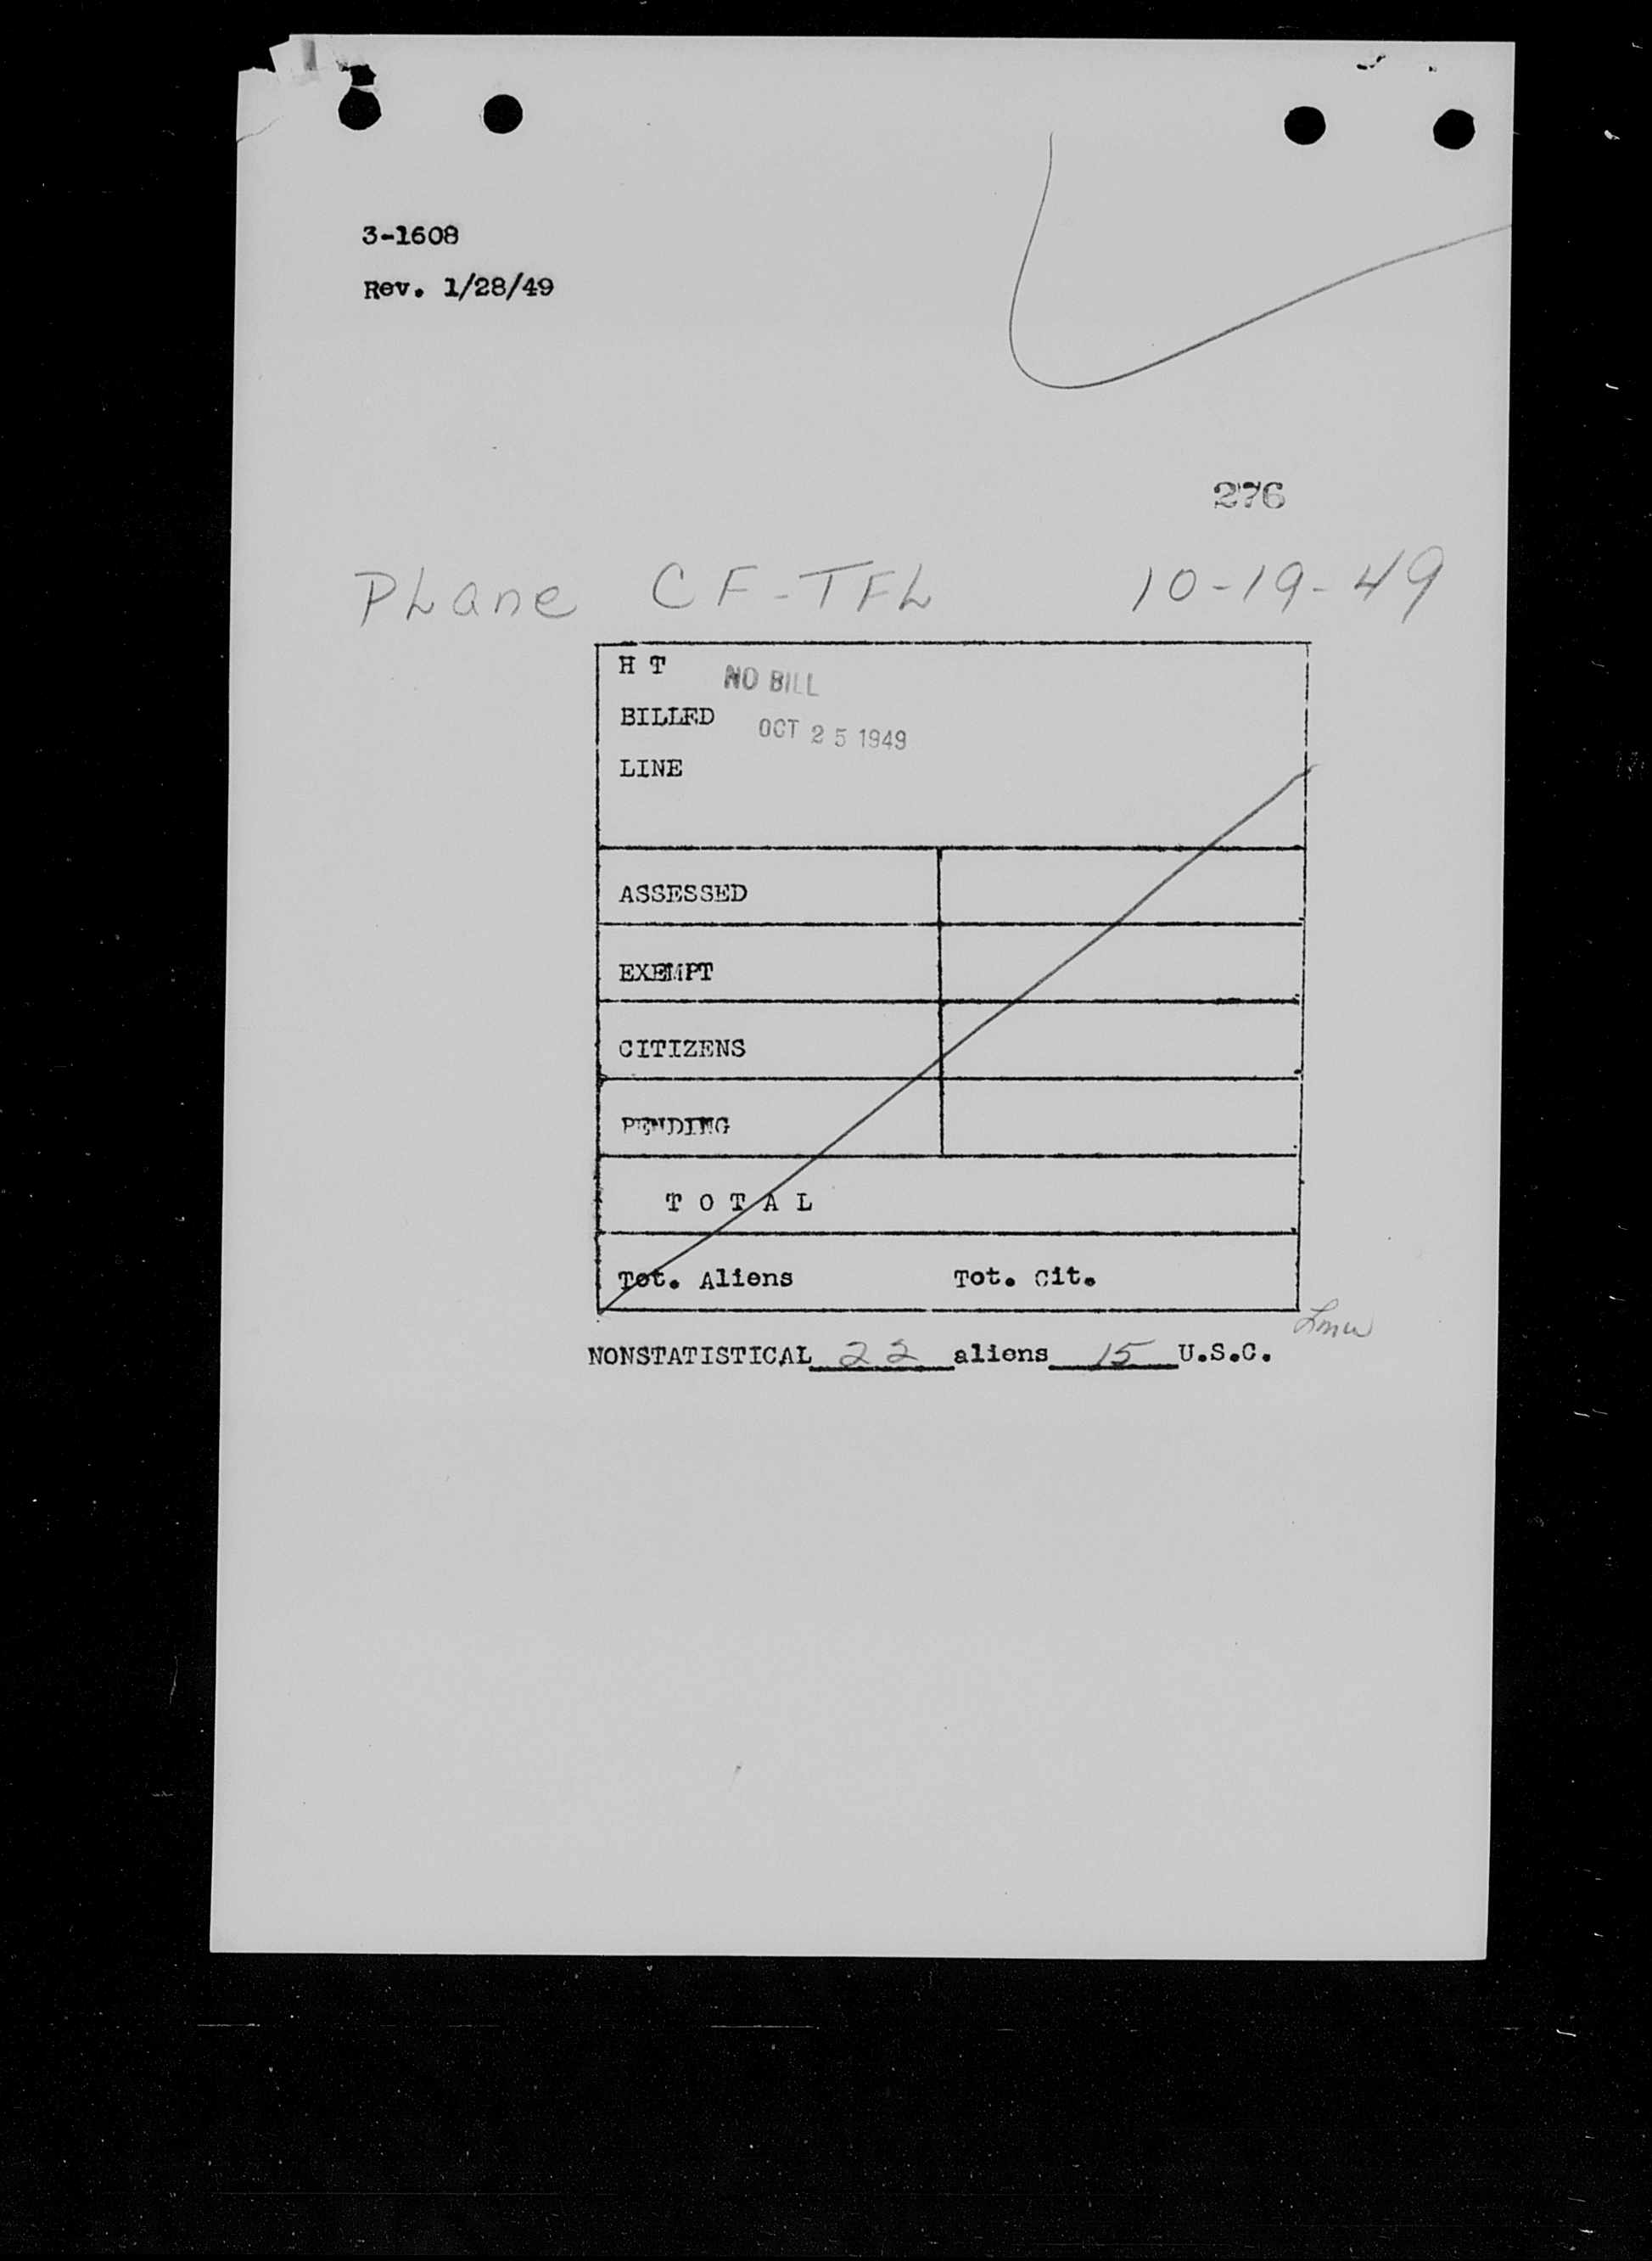 3-1608
Rev. 1/28/49
276
PLane CF-TFL 10-19-49
H T NO BILL
BILLED OCT 25 1949
LINE
ASSESSED
EXEMPT
CITIZENS
PENDING
T O T A L
Tot. Aliens Tot. Cit.
NONSTATISTICAL 22 aliens 15 U.S.C.